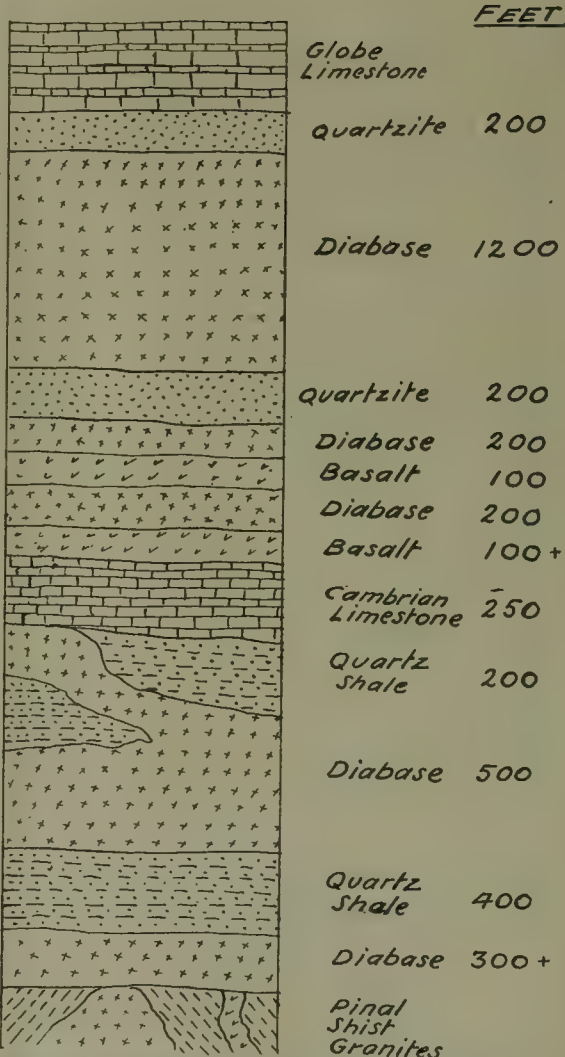 FEET
Globe
Limestone
Quartzite 200
Diabase 1200
Quartzite 200
Diabase 200
Basalt 100
Diabase 200
Basalt 100+
Cambrian
Limestone 250
Quartz
Shale 200
Diabase 500
Quartz
Shale 400
Diabase 300+
Pinal
Shist
Granites